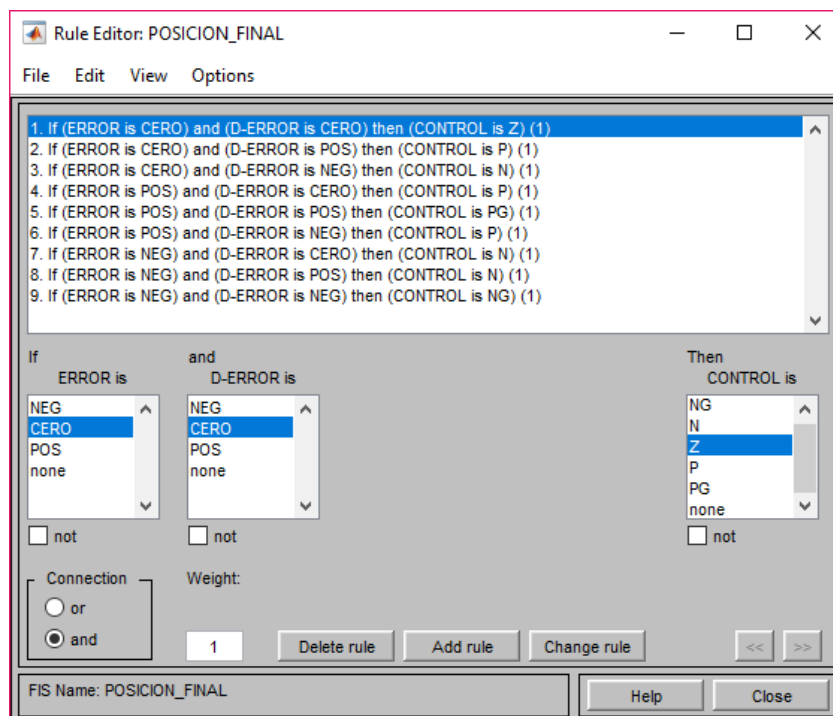 Rule Editor: POSICION_FINAL
File Edit View Options
1. If (ERROR is CERO) and (D-ERROR is CERO) then (CONTROL is Z) (1)
2. If (ERROR is CERO) and (D-ERROR is POS) then (CONTROL is P) (1)
3. If (ERROR is CERO) and (D-ERROR is NEG) then (CONTROL is N) (1)
4. If (ERROR is POS) and (D-ERROR is CERO) then (CONTROL is P) (1)
5. If (ERROR is POS) and (D-ERROR is POS) then (CONTROL is PG) (1)
6. If (ERROR is POS) and (D-ERROR is NEG) then (CONTROL is P) (1)
7. If (ERROR is NEG) and (D-ERROR is CERO) then (CONTROL is N) (1)
8. If (ERROR is NEG) and (D-ERROR is POS) then (CONTROL is N) (1)
9. If (ERROR is NEG) and (D-ERROR is NEG) then (CONTROL is NG) (1)
If
ERROR is
NEG
CERO
POS
none
not
and
D-ERROR is
NEG
CERO
POS
none
not
Then
CONTROL is
NG
N
Z
P
PG
none
not
Connection
or
and
Weight:
1
Delete rule
Add rule
Change rule
<<
>>
FIS Name: POSICION_FINAL
Help
Close